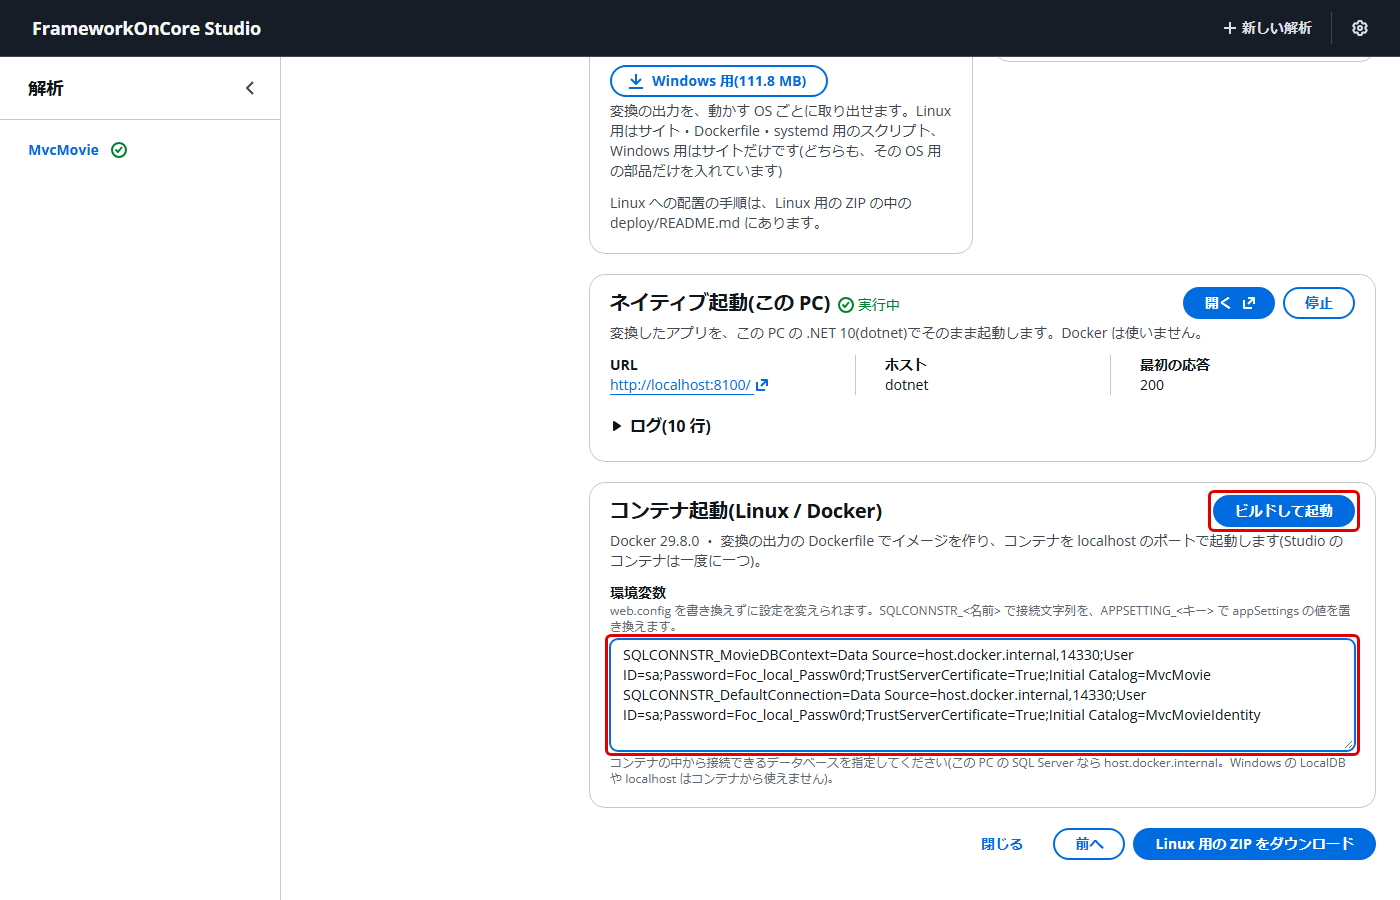 FrameworkOnCore Studio
新しい解析
解析
MvcMovie
Windows 用(111.8 MB)
変換の出力を、動かす OS ごとに取り出せます。Linux
用はサイト・Dockerfile・systemd 用のスクリプト、
Windows 用はサイトだけです(どちらも、その OS 用
の部品だけを入れています)
Linux への配置の手順は、Linux 用の ZIP の中の
deploy/README.md にあります。
ネイティブ起動(この PC)
実行中
開く
停止
変換したアプリを、この PC の .NET 10(dotnet)でそのまま起動します。Docker は使いません。
URL
http://localhost:8100/
ホスト
dotnet
最初の応答
200
ログ(10 行)
コンテナ起動(Linux / Docker)
ビルドして起動
Docker 29.8.0 ・ 変換の出力の Dockerfile でイメージを作り、コンテナを localhost のポートで起動します(Studio の
コンテナは一度に一つ)。
環境変数
web.config を書き換えずに設定を変えられます。SQLCONNSTR_<名前> で接続文字列を、APPSETTING_<キー> で appSettings の値を置
き換えます。
SQLCONNSTR_MovieDBContext=Data Source=host.docker.internal,14330;User
ID=sa;Password=Foc_local_Passw0rd;TrustServerCertificate=True;Initial Catalog=MvcMovie
SQLCONNSTR_DefaultConnection=Data Source=host.docker.internal,14330;User
ID=sa;Password=Foc_local_Passw0rd;TrustServerCertificate=True;Initial Catalog=MvcMovieIdentity
コンテナの中から接続できるデータベースを指定してください(この PC の SQL Server なら host.docker.internal。Windows の LocalDB
や localhost はコンテナから使えません)。
閉じる
前へ
Linux 用の ZIP をダウンロード